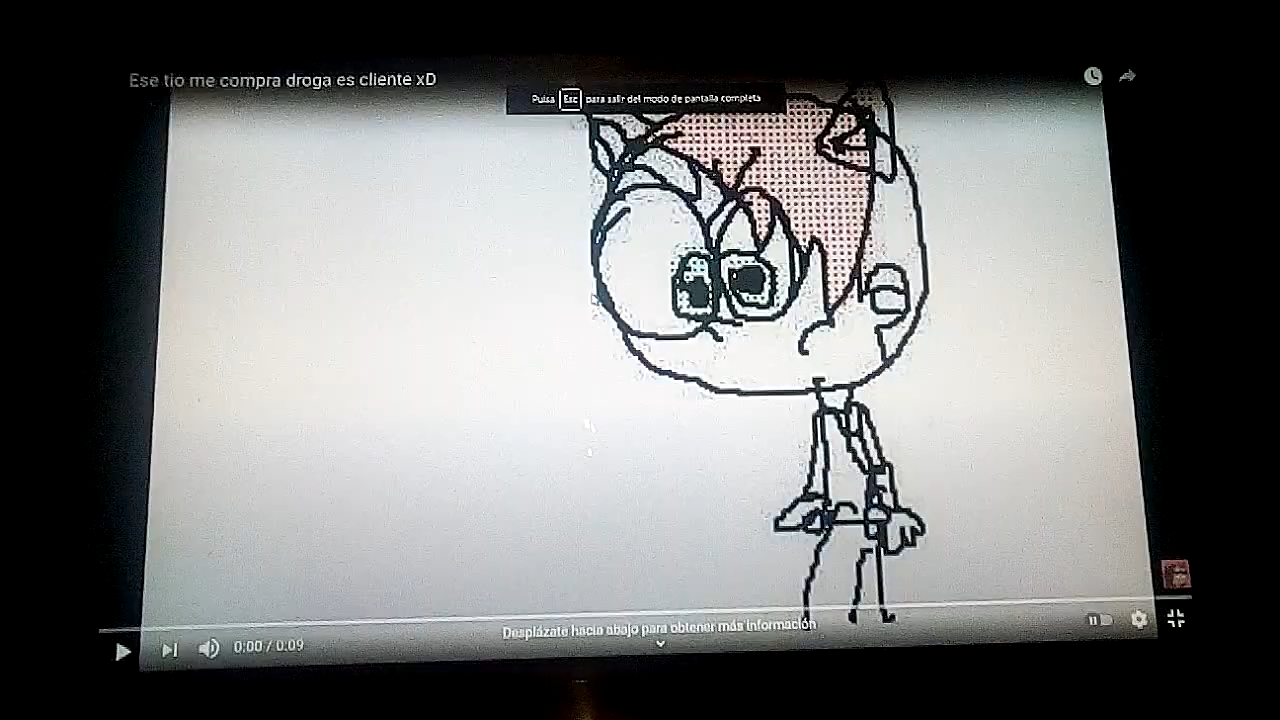 Ese tio me compra droga es cliente xD
Pulsa Esc para salir del modo de pantalla completa
Desplázate hacia abajo para obtener más información
0:00 / 0:09